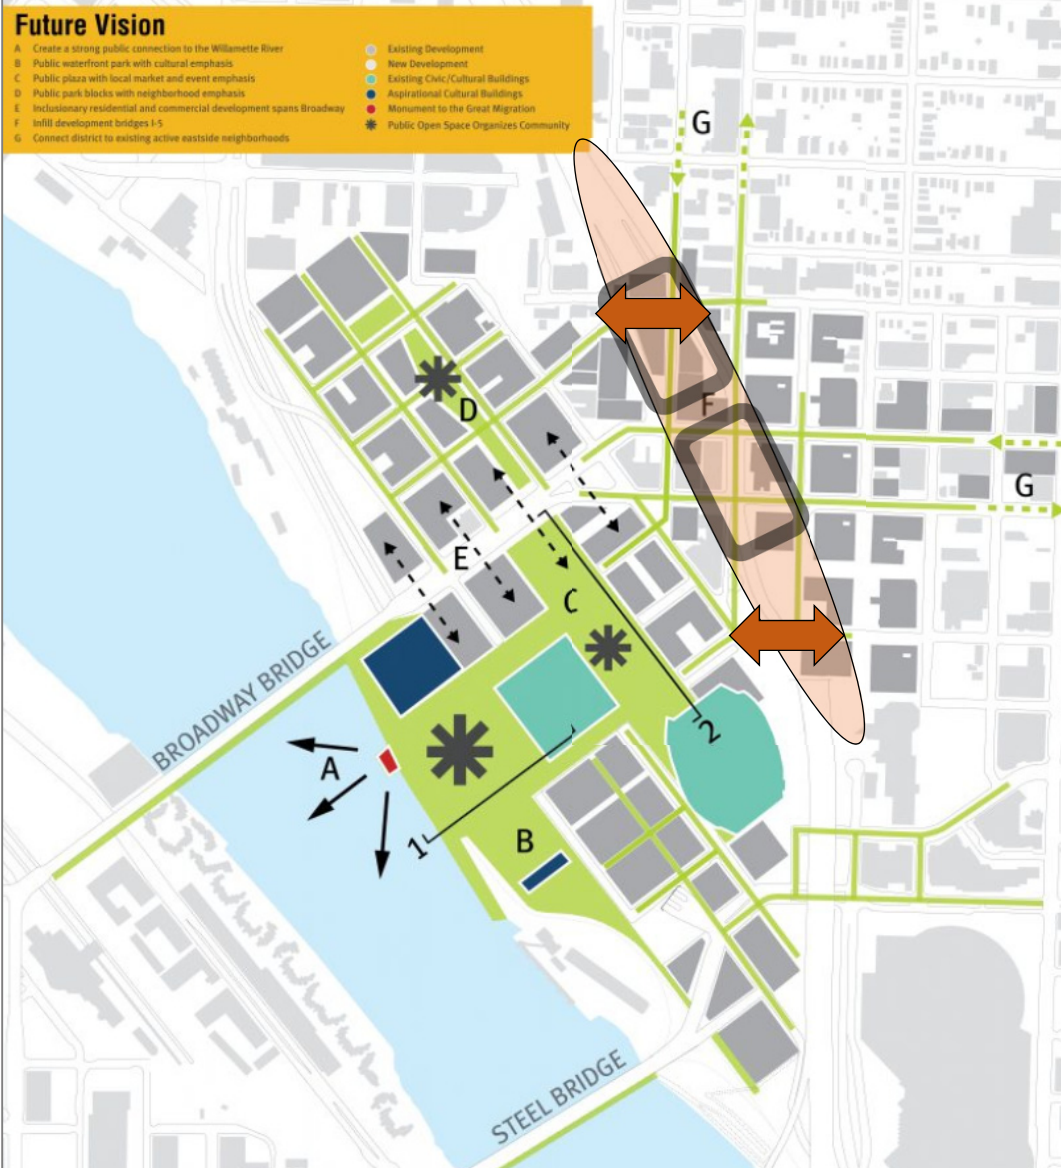 Future Vision
A Create a strong public connection to the Willamette River
B Public waterfront park with cultural emphasis
C Public plaza with local market and event emphasis
D Public park blocks with neighborhood emphasis
E Inclusionary residential and commercial development spans Broadway
F Infill development bridges I-5
G Connect district to existing active eastside neighborhoods
Existing Development
New Development
Existing Civic/Cultural Buildings
Aspirational Cultural Buildings
Monument to the Great Migration
Public Open Space Organizes Community
G
F
D
G
E
C
2
BROADWAY BRIDGE
A
1
B
STEEL BRIDGE